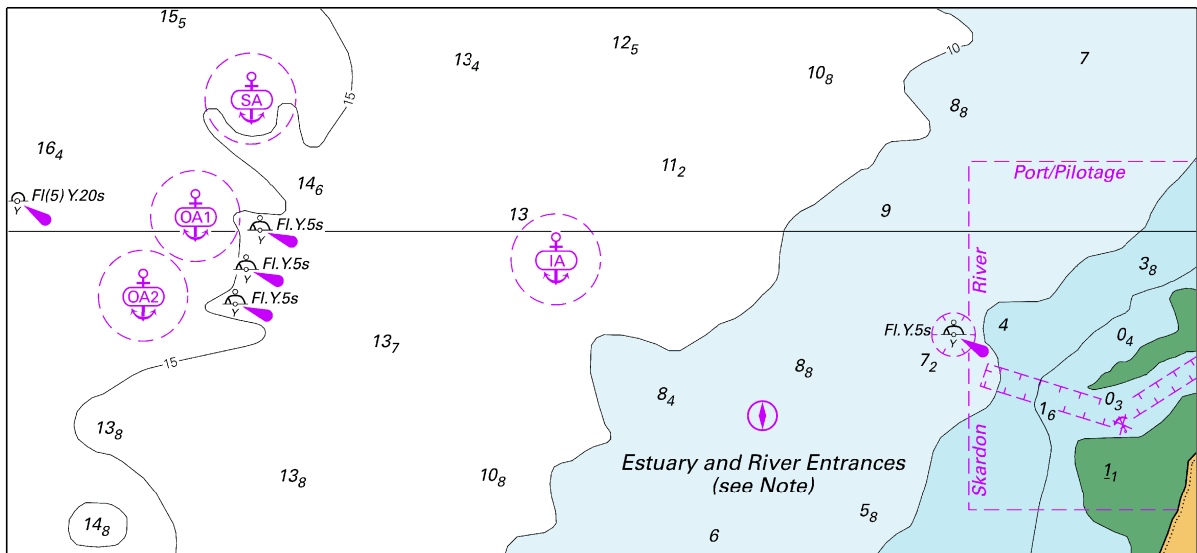 15₅
12₅
13₄
10
7
10₈
SA
15
8₈
16₄
11₂
Port/Pilotage
14₆
Fl(5) Y.20s
Y
OA1
13
9
Fl.Y.5s
Y
IA
3₈
River
Fl.Y.5s
Y
OA2
Fl.Y.5s
Y
4
Fl.Y.5s
Y
0₄
13₇
7₂
15
8₈
8₄
0₃
1₆
13₈
Estuary and River Entrances
(see Note)
Skardon
1₁
13₈
10₈
14₈
5₈
6